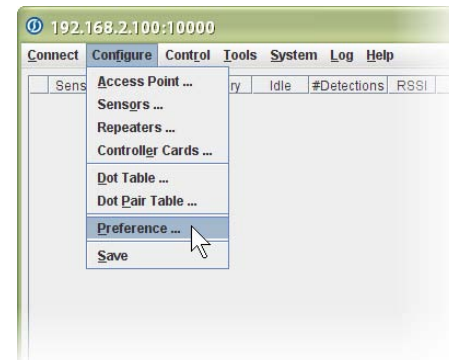 192.168.2.100:10000
Connect Configure Control Tools System Log Help
Sens ry Idle #Detections RSSI
Access Point ...
Sensors ...
Repeaters ...
Controller Cards ...
Dot Table ...
Dot Pair Table ...
Preference ...
Save